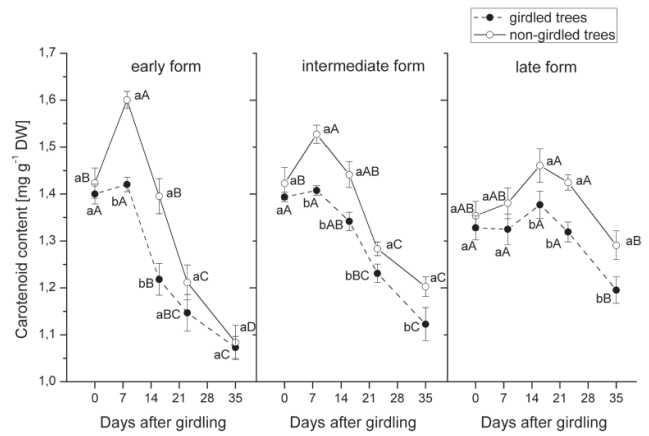 girdled trees
non-girdled trees
early form
intermediate form
late form
Carotenoid content [mg g-1 DW]
1,7
1,6
1,5
1,4
1,3
1,2
1,1
1,0
aB
aA
aA
bA
aB
bB
aC
aBC
aD
aC
aB
aA
aA
bA
aAB
bAB
aC
bBC
aC
bC
aAB
aA
aAB
aA
aA
bA
aA
bA
aB
bB
0 7 14 21 28 35
0 7 14 21 28 35
0 7 14 21 28 35
Days after girdling
Days after girdling
Days after girdling